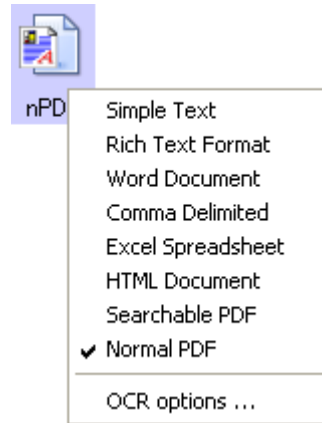 nPD
Simple Text
Rich Text Format
Word Document
Comma Delimited
Excel Spreadsheet
HTML Document
Searchable PDF
Normal PDF
OCR options ...